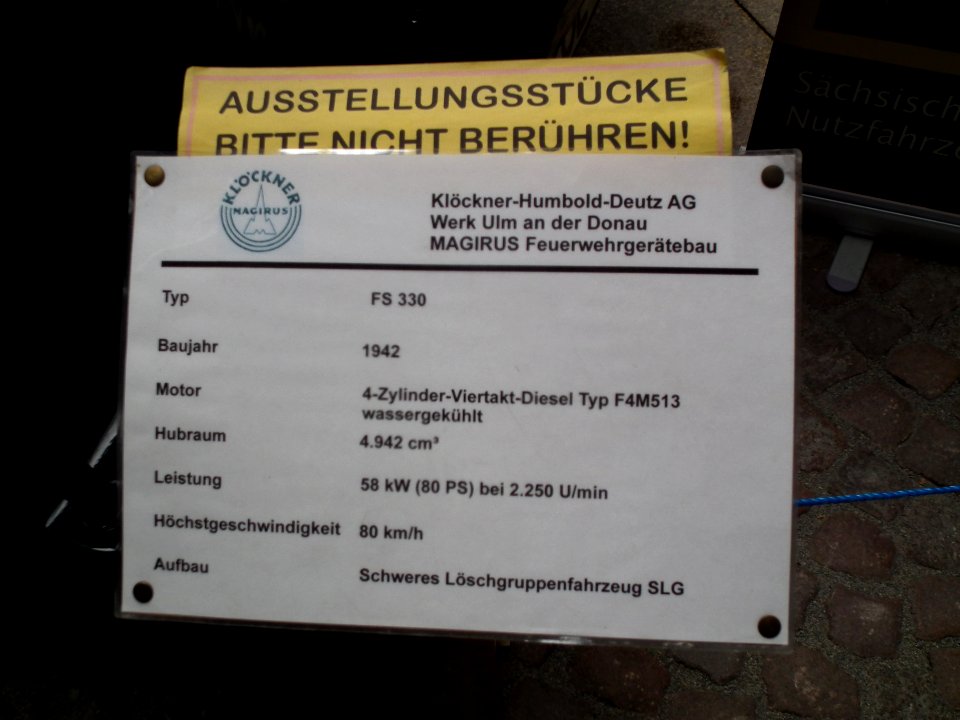 AUSSTELLUNGSSTÜCKE
BITTE NICHT BERÜHREN!
Sächsisch
Nutzfahrze
KLÖCKNER
MAGIRUS
Klöckner-Humbold-Deutz AG
Werk Ulm an der Donau
MAGIRUS Feuerwehrgerätebau
Typ FS 330
Baujahr 1942
Motor 4-Zylinder-Viertakt-Diesel Typ F4M513
wassergekühlt
Hubraum 4.942 cm³
Leistung 58 kW (80 PS) bei 2.250 U/min
Höchstgeschwindigkeit 80 km/h
Aufbau Schweres Löschgruppenfahrzeug SLG